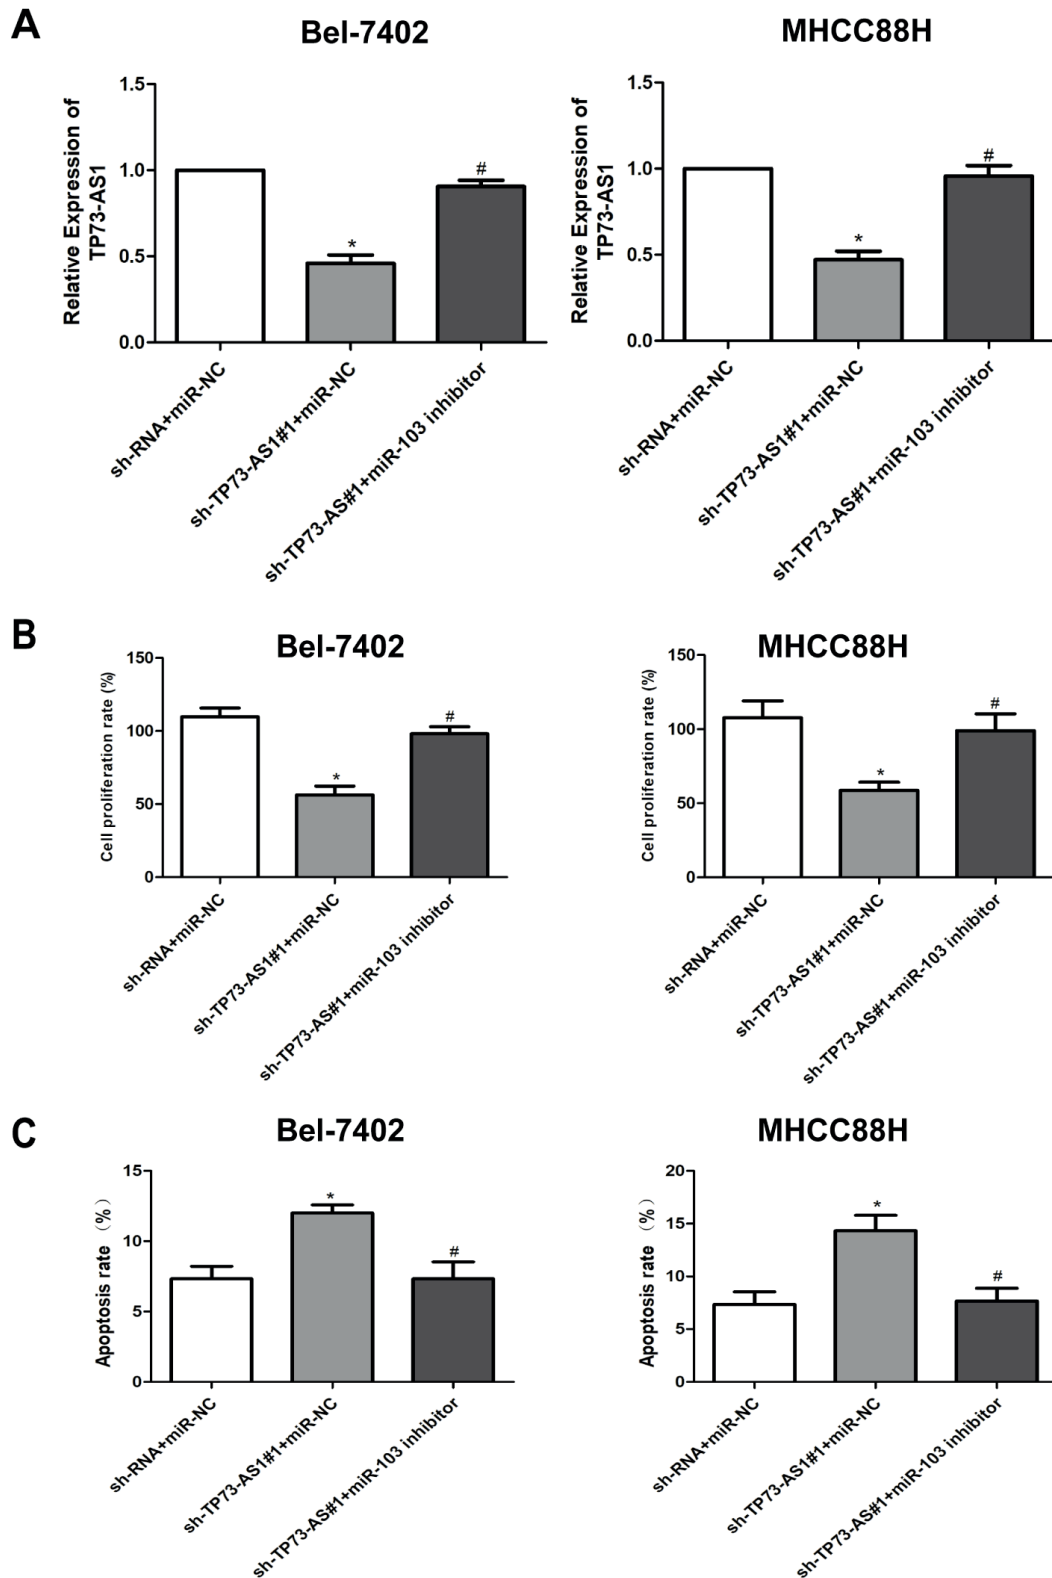 A
Bel-7402
MHCC88H
Relative Expression of
TP73-AS1
1.5
1.0
0.5
0.0
*
#
sh-RNA+miR-NC
sh-TP73-AS1#1+miR-NC
sh-TP73-AS#1+miR-103 inhibitor
Relative Expression of
TP73-AS1
1.5
1.0
0.5
0.0
*
#
sh-RNA+miR-NC
sh-TP73-AS1#1+miR-NC
sh-TP73-AS#1+miR-103 inhibitor
B
Bel-7402
MHCC88H
Cell proliferation rate (%)
150
100
50
0
*
#
sh-RNA+miR-NC
sh-TP73-AS1#1+miR-NC
sh-TP73-AS#1+miR-103 inhibitor
Cell proliferation rate (%)
150
100
50
0
*
#
sh-RNA+miR-NC
sh-TP73-AS1#1+miR-NC
sh-TP73-AS#1+miR-103 inhibitor
C
Bel-7402
MHCC88H
Apoptosis rate （%）
15
10
5
0
*
#
sh-RNA+miR-NC
sh-TP73-AS1#1+miR-NC
sh-TP73-AS#1+miR-103 inhibitor
Apoptosis rate （%）
20
15
10
5
0
*
#
sh-RNA+miR-NC
sh-TP73-AS1#1+miR-NC
sh-TP73-AS#1+miR-103 inhibitor